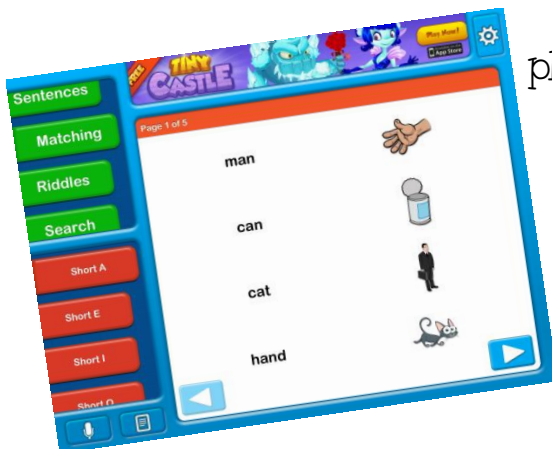 FREE
TINY
CASTLE
Play Now!
App Store
Sentences
Matching
Riddles
Search
Short A
Short E
Short I
Short O
Page 1 of 5
man
can
cat
hand